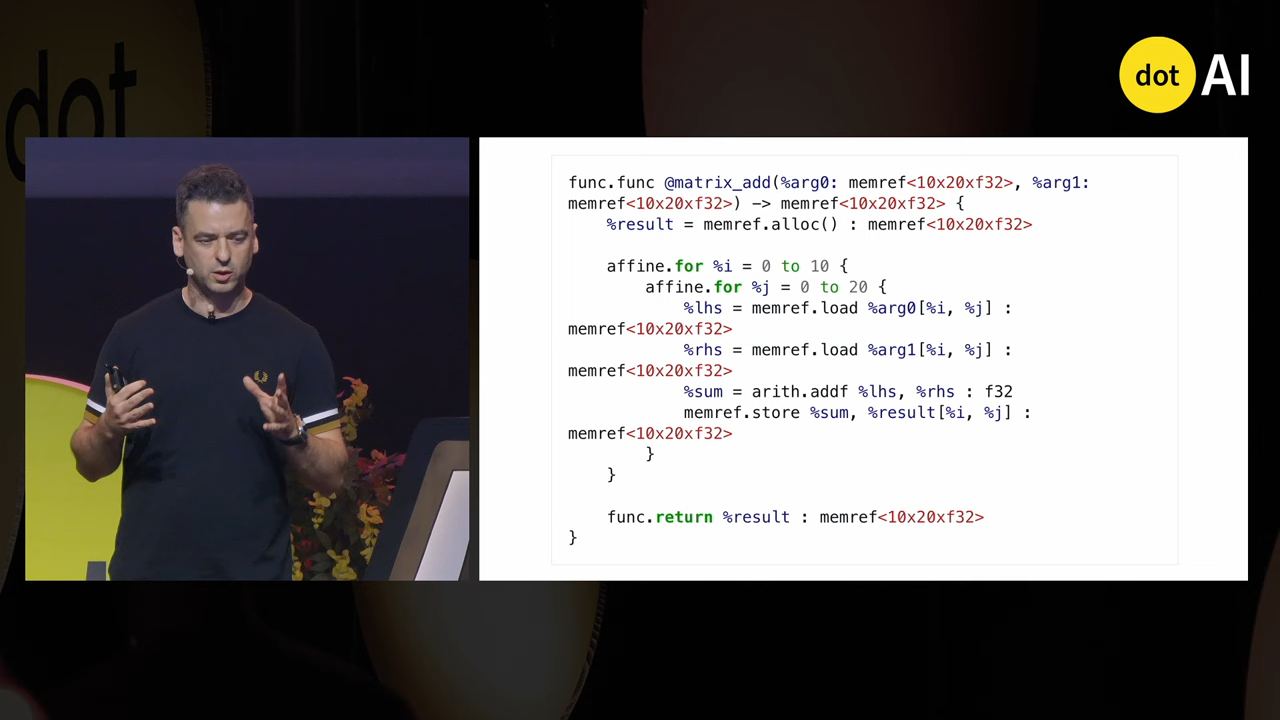 dot
dot AI
func.func @matrix_add(%arg0: memref<10x20xf32>, %arg1:
memref<10x20xf32>) -> memref<10x20xf32> {
%result = memref.alloc() : memref<10x20xf32>
affine.for %i = 0 to 10 {
affine.for %j = 0 to 20 {
%lhs = memref.load %arg0[%i, %j] :
memref<10x20xf32>
%rhs = memref.load %arg1[%i, %j] :
memref<10x20xf32>
%sum = arith.addf %lhs, %rhs : f32
memref.store %sum, %result[%i, %j] :
memref<10x20xf32>
}
}
func.return %result : memref<10x20xf32>
}